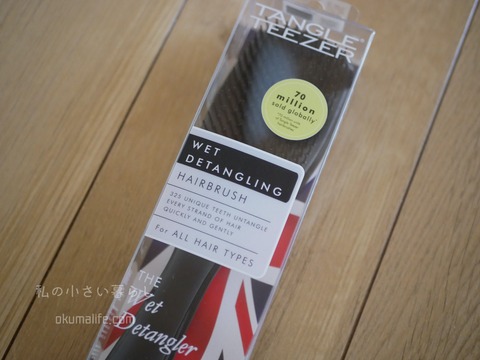 TANGLE
TEEZER®
70
million
sold globally*
WET
DETANGLING
HAIRBRUSH
325 UNIQUE TEETH UNTANGLE
EVERY STRAND OF HAIR
QUICKLY AND GENTLY
For ALL HAIR TYPES
THE
Wet
Detangler
私の小さい暮らし
okumalife.com